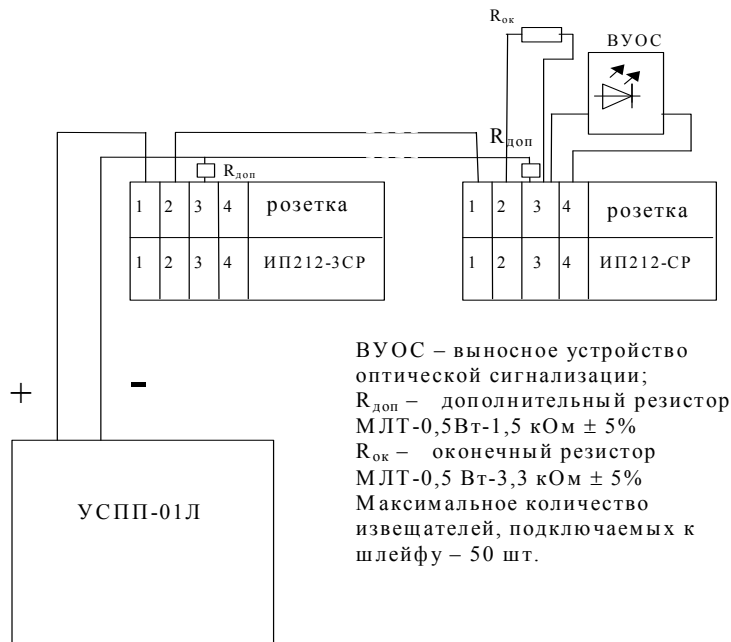 Rок
ВУОС
Rдоп
Rдоп
1 2 3 4 розетка
1 2 3 4 ИП212-3СР
1 2 3 4 розетка
1 2 3 4 ИП212-СР
+ -
УСПП-01Л
ВУОС – выносное устройство
оптической сигнализации;
Rдоп – дополнительный резистор
МЛТ-0,5Вт-1,5 кОм ± 5%
Rок – оконечный резистор
МЛТ-0,5 Вт-3,3 кОм ± 5%
Максимальное количество
извещателей, подключаемых к
шлейфу – 50 шт.